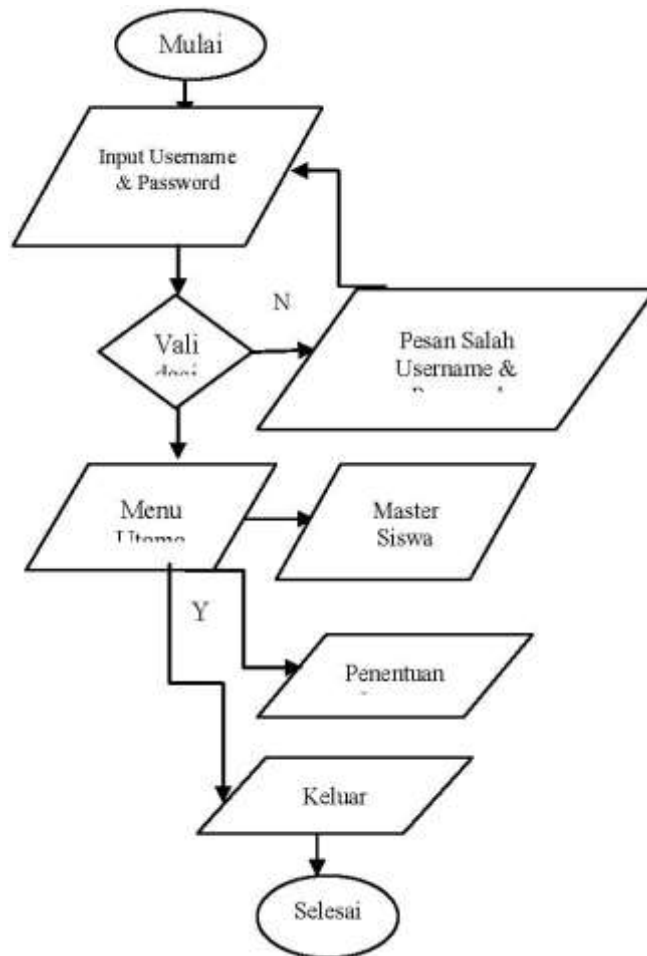 Mulai
Input Username
& Password
N
Vali
Pesan Salah
Username &
Menu
Master
Siswa
Y
Penentuan
Keluar
Selesai